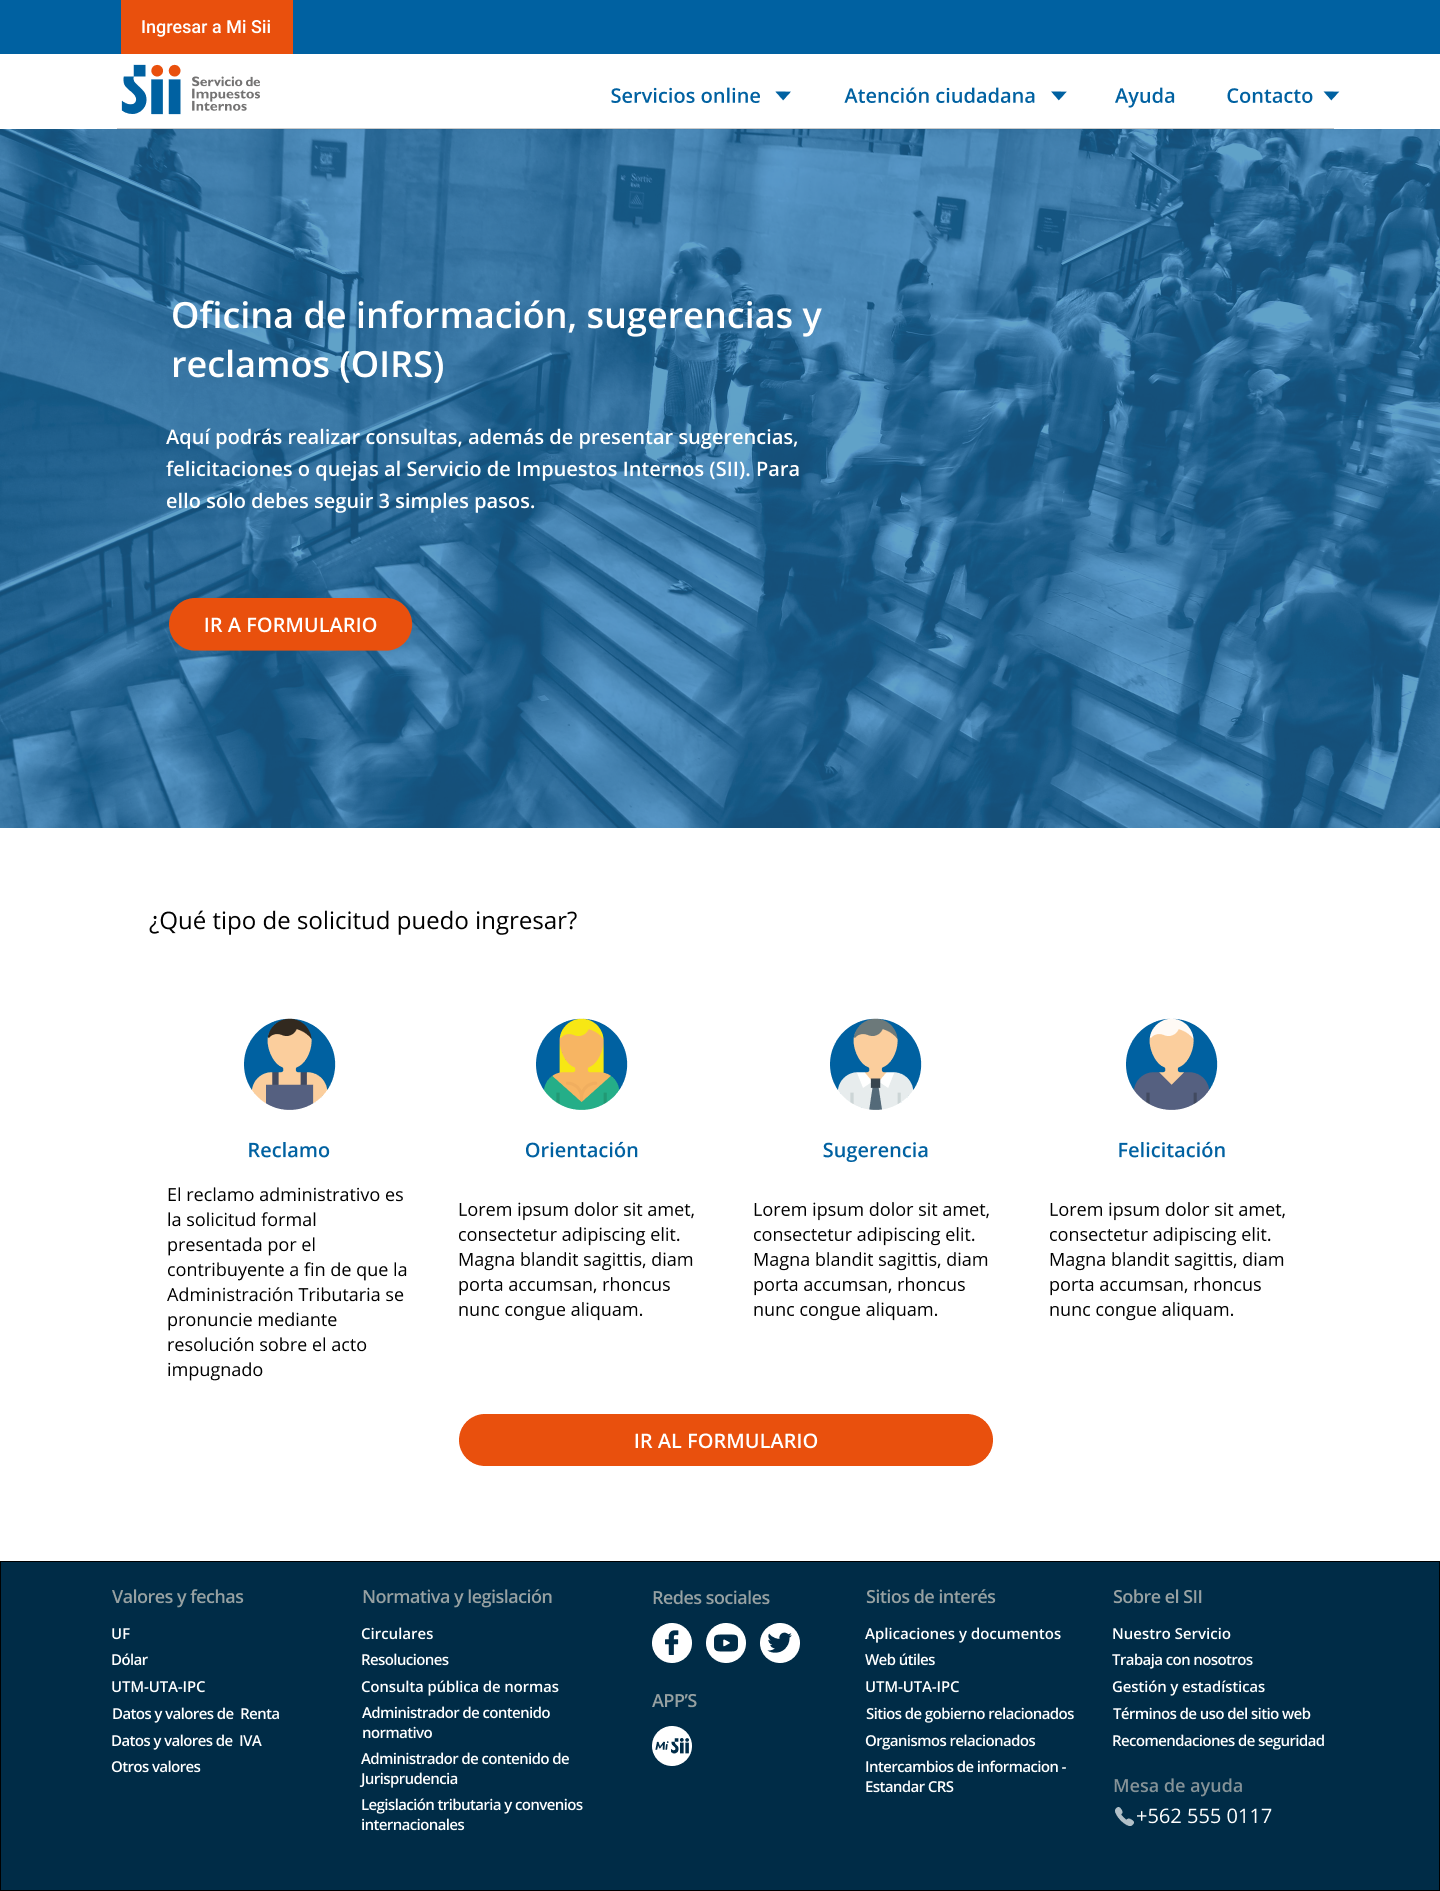 Ingresar a Mi Sii
Sii Servicio de
Impuestos
Internos
Servicios online
Atención ciudadana
Ayuda
Contacto
Sortie
Oficina de información, sugerencias y
reclamos (OIRS)
Aquí podrás realizar consultas, además de presentar sugerencias,
felicitaciones o quejas al Servicio de Impuestos Internos (SII). Para
ello solo debes seguir 3 simples pasos.
IR A FORMULARIO
¿Qué tipo de solicitud puedo ingresar?
Reclamo
El reclamo administrativo es
la solicitud formal
presentada por el
contribuyente a fin de que la
Administración Tributaria se
pronuncie mediante
resolución sobre el acto
impugnado
Orientación
Lorem ipsum dolor sit amet,
consectetur adipiscing elit.
Magna blandit sagittis, diam
porta accumsan, rhoncus
nunc congue aliquam.
Sugerencia
Lorem ipsum dolor sit amet,
consectetur adipiscing elit.
Magna blandit sagittis, diam
porta accumsan, rhoncus
nunc congue aliquam.
Felicitación
Lorem ipsum dolor sit amet,
consectetur adipiscing elit.
Magna blandit sagittis, diam
porta accumsan, rhoncus
nunc congue aliquam.
IR AL FORMULARIO
Valores y fechas
UF
Dólar
UTM-UTA-IPC
Datos y valores de  Renta
Datos y valores de  IVA
Otros valores
Normativa y legislación
Circulares
Resoluciones
Consulta pública de normas
Administrador de contenido
normativo
Administrador de contenido de
Jurisprudencia
Legislación tributaria y convenios
internacionales
Redes sociales
APP'S
Mi Sii
Sitios de interés
Aplicaciones y documentos
Web útiles
UTM-UTA-IPC
Sitios de gobierno relacionados
Organismos relacionados
Intercambios de informacion -
Estandar CRS
Sobre el SII
Nuestro Servicio
Trabaja con nosotros
Gestión y estadísticas
Términos de uso del sitio web
Recomendaciones de seguridad
Mesa de ayuda
+562 555 0117